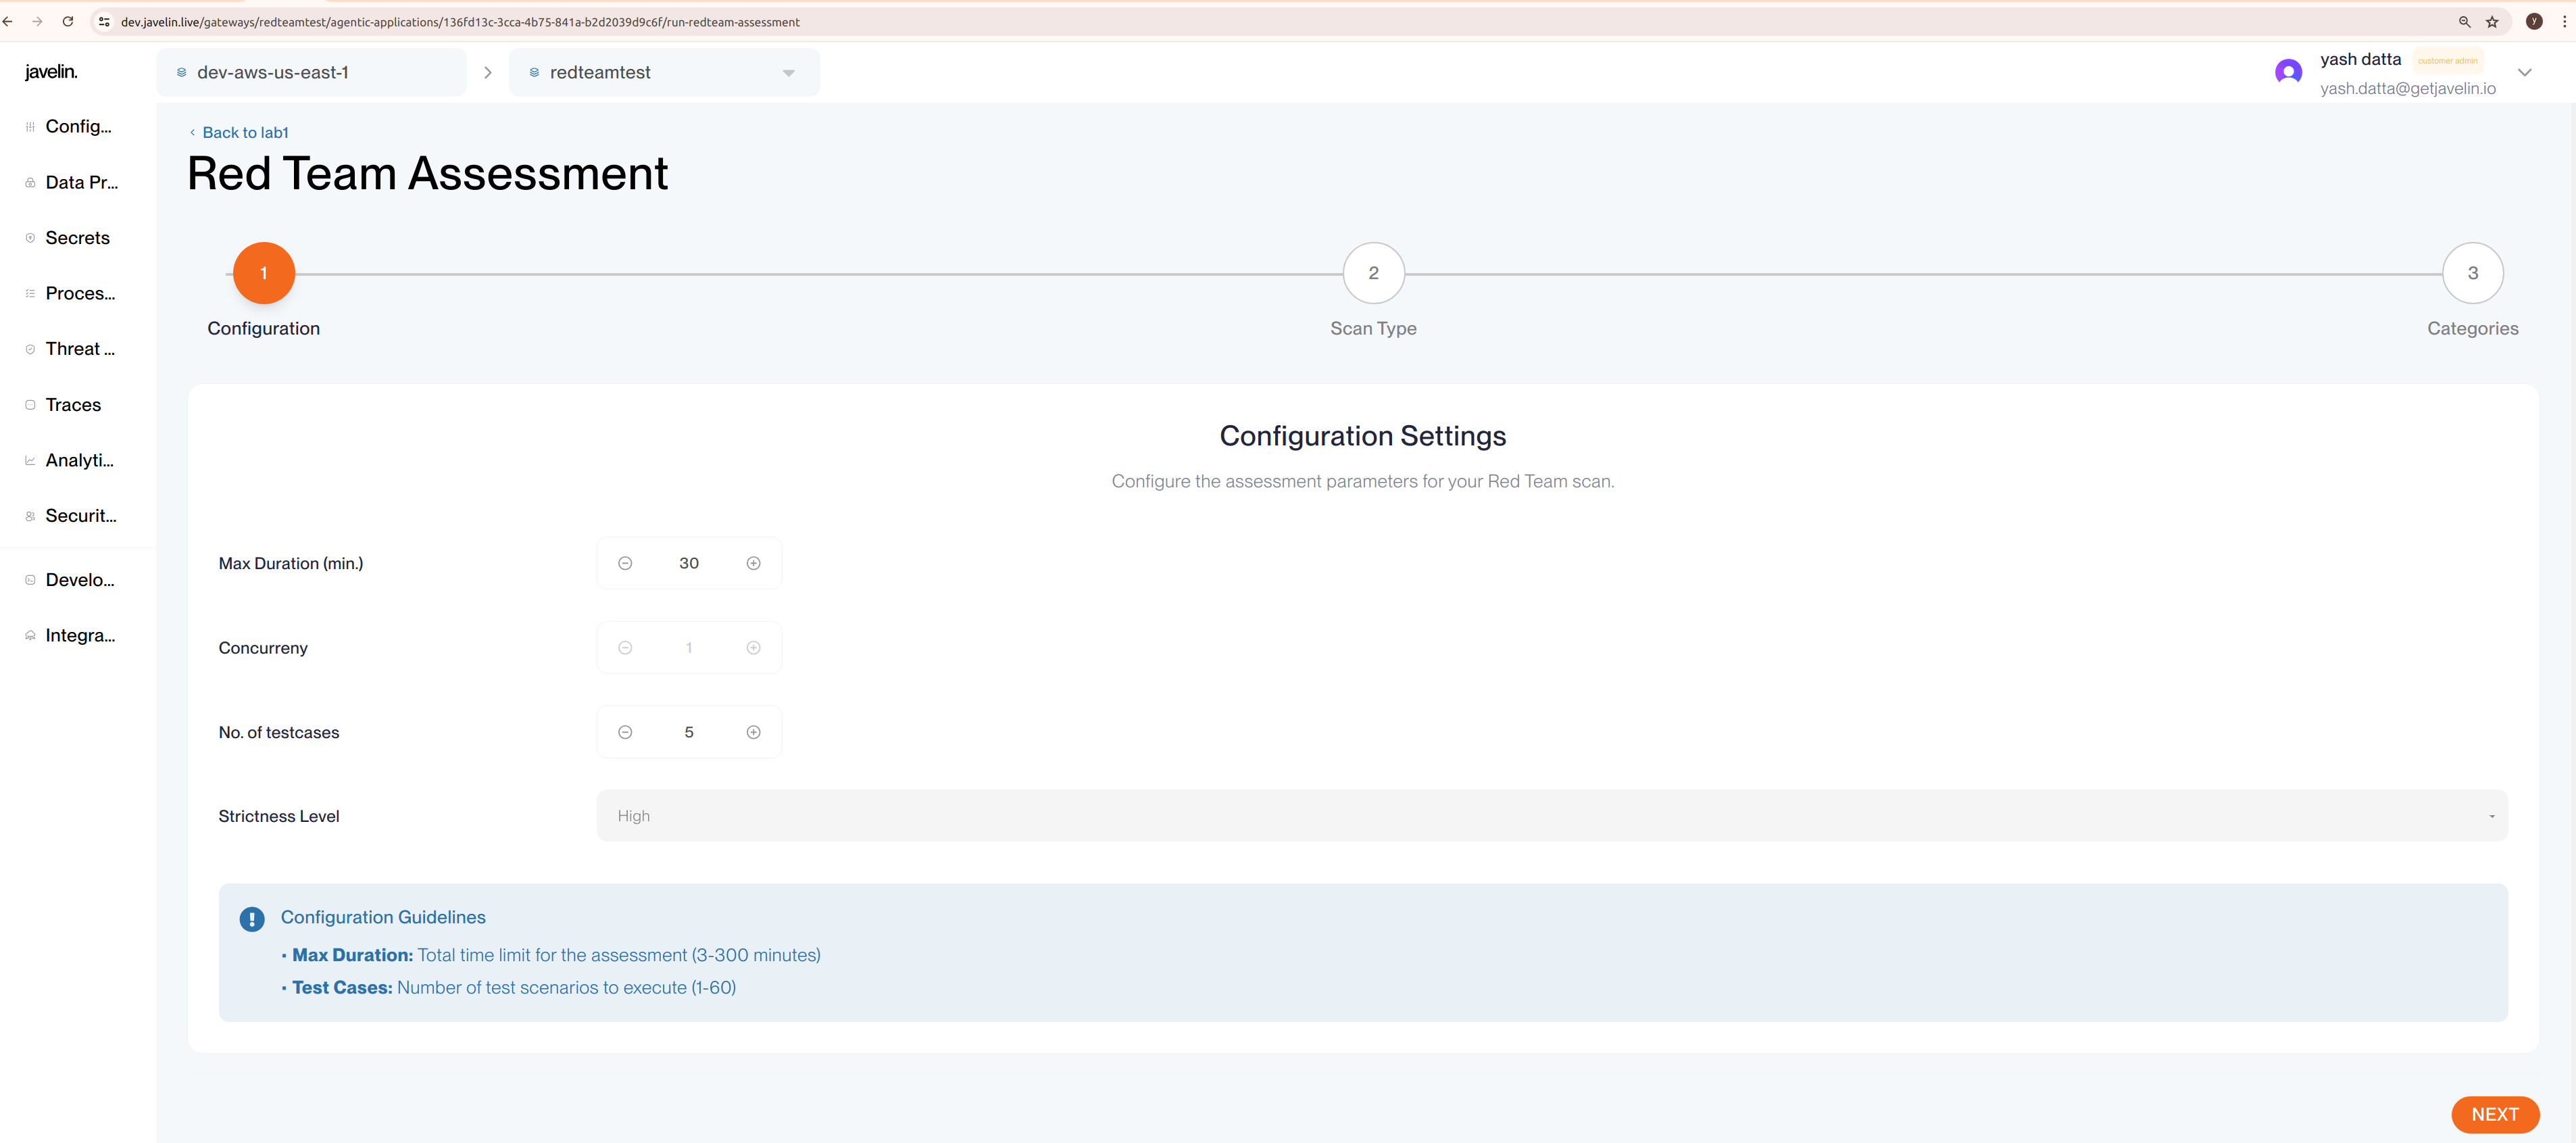 dev.javelin.live/gateways/redteamtest/agentic-applications/136fd13c-3cca-4b75-841a-b2d2039d9c6f/run-redteam-assessment
y
javelin.
dev-aws-us-east-1
redteamtest
yash datta
customer admin
yash.datta@getjavelin.io
Config...
Data Pr...
Secrets
Proces...
Threat ...
Traces
Analyti...
Securit...
Develo...
Integra...
Back to lab1
Red Team Assessment
1
2
3
Configuration
Scan Type
Categories
Configuration Settings
Configure the assessment parameters for your Red Team scan.
Max Duration (min.)
30
Concurreny
1
No. of testcases
5
Strictness Level
High
Configuration Guidelines
• Max Duration: Total time limit for the assessment (3-300 minutes)
• Test Cases: Number of test scenarios to execute (1-60)
NEXT